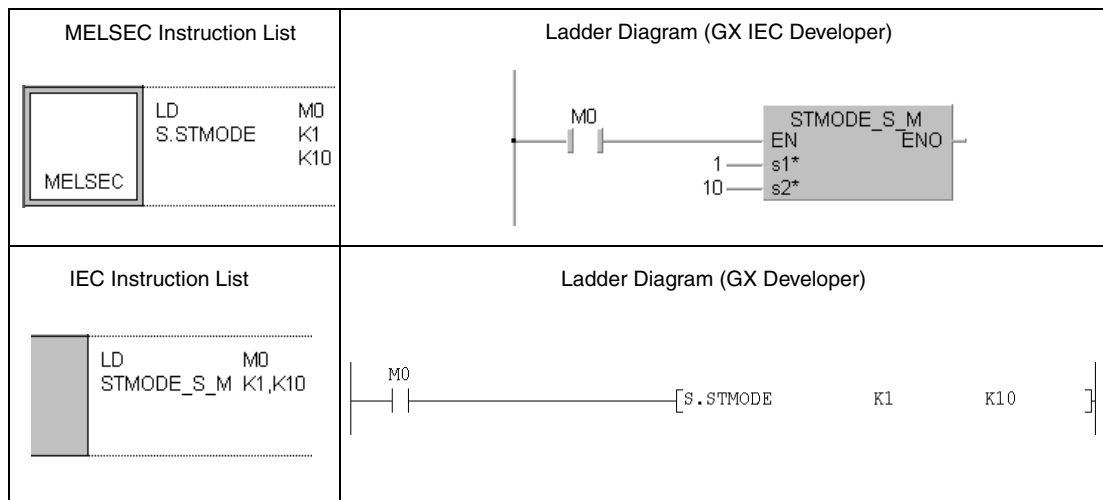 MELSEC Instruction List
MELSEC
LD M0
S.STMODE K1
K10
Ladder Diagram (GX IEC Developer)
M0
STMODE_S_M
EN ENO
1 s1*
10 s2*
IEC Instruction List
LD M0
STMODE_S_M K1,K10
Ladder Diagram (GX Developer)
M0
[S.STMODE K1 K10 ]